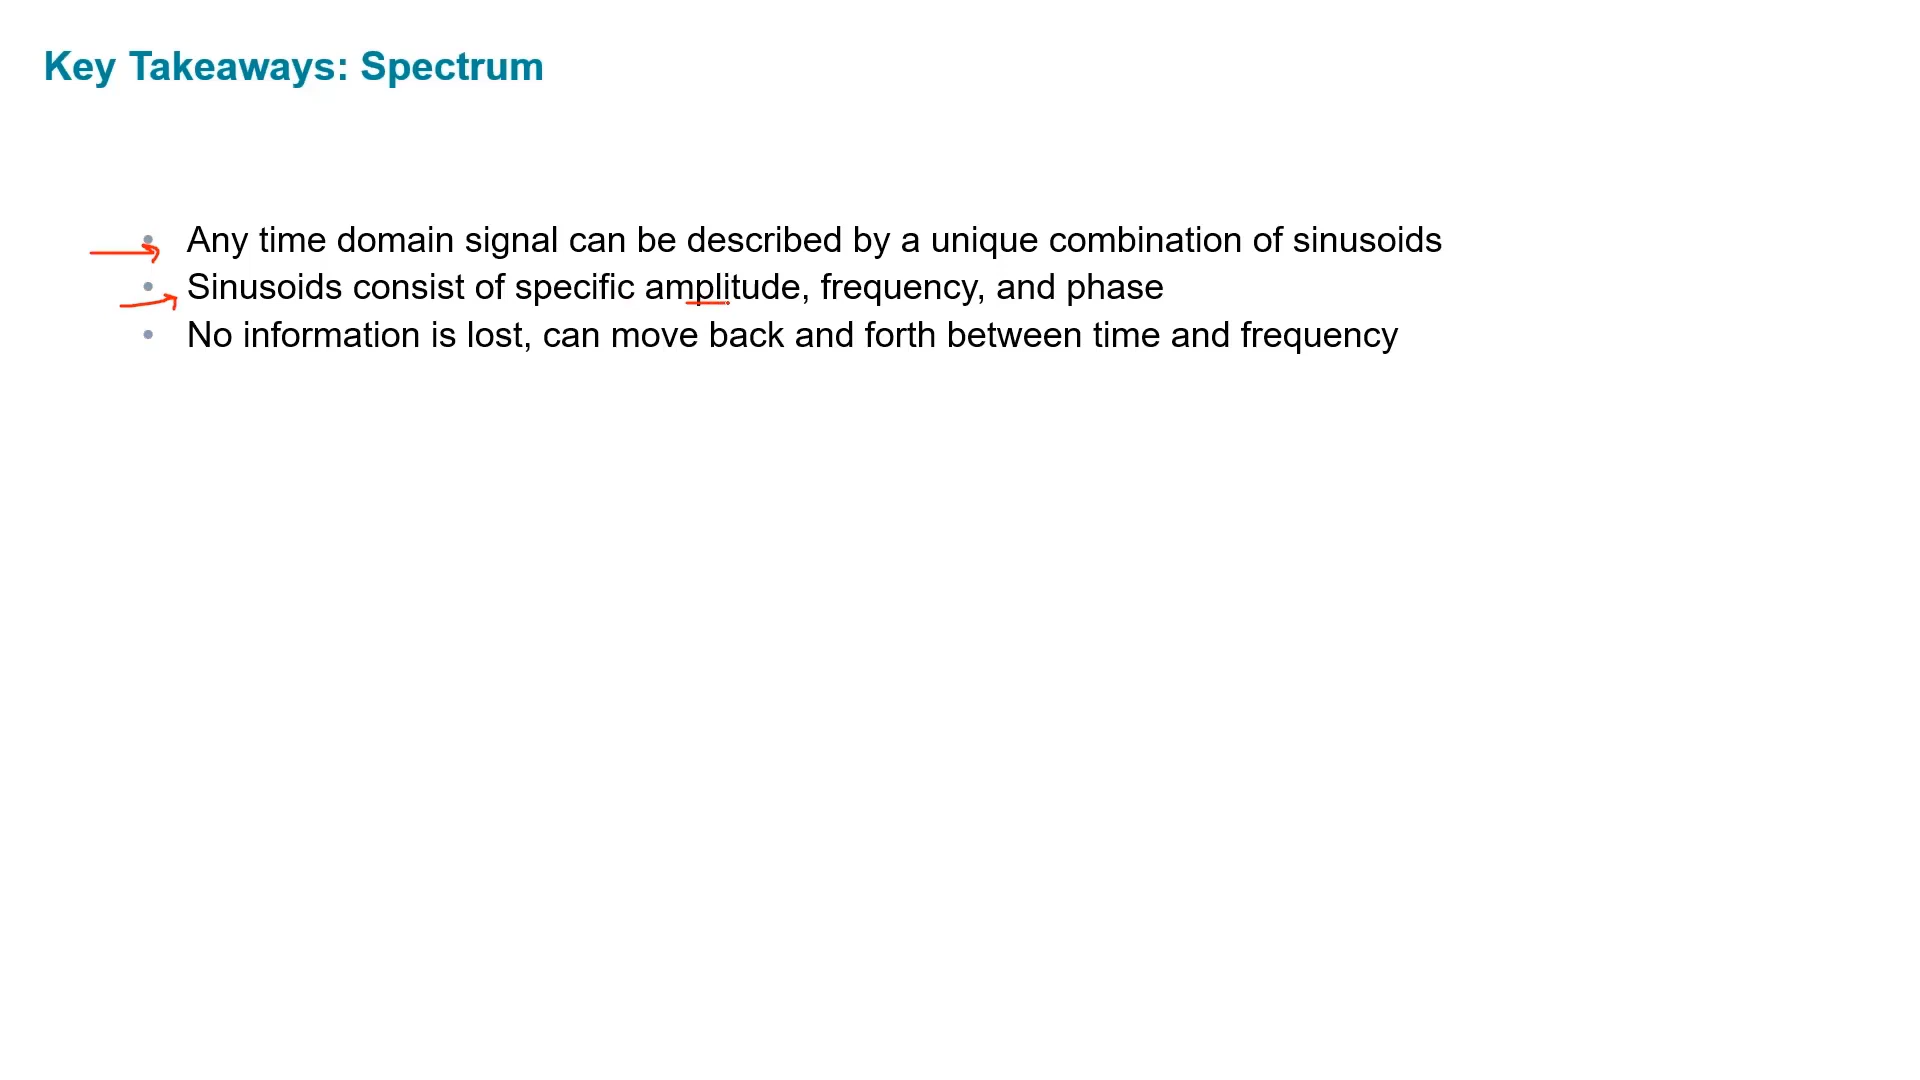 Key Takeaways: Spectrum
• Any time domain signal can be described by a unique combination of sinusoids
• Sinusoids consist of specific amplitude, frequency, and phase
• No information is lost, can move back and forth between time and frequency